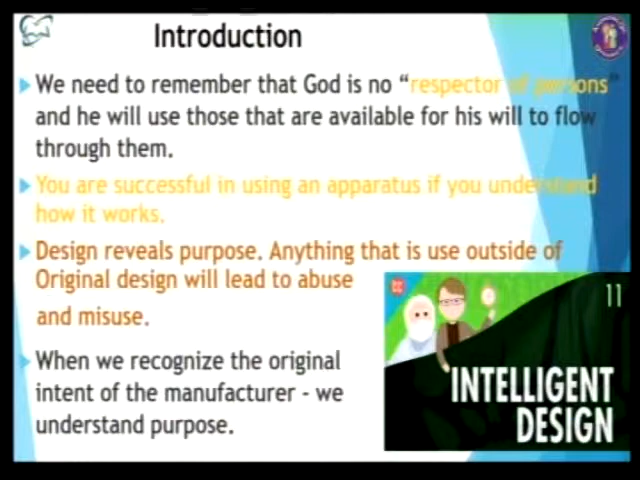 Introduction
We need to remember that God is no "respector of persons"
and he will use those that are available for his will to flow
through them.
You are successful in using an apparatus if you understand
how it works.
Design reveals purpose. Anything that is use outside of
Original design will lead to abuse
and misuse.
When we recognize the original
intent of the manufacturer - we
understand purpose.
CC
11
INTELLIGENT
DESIGN